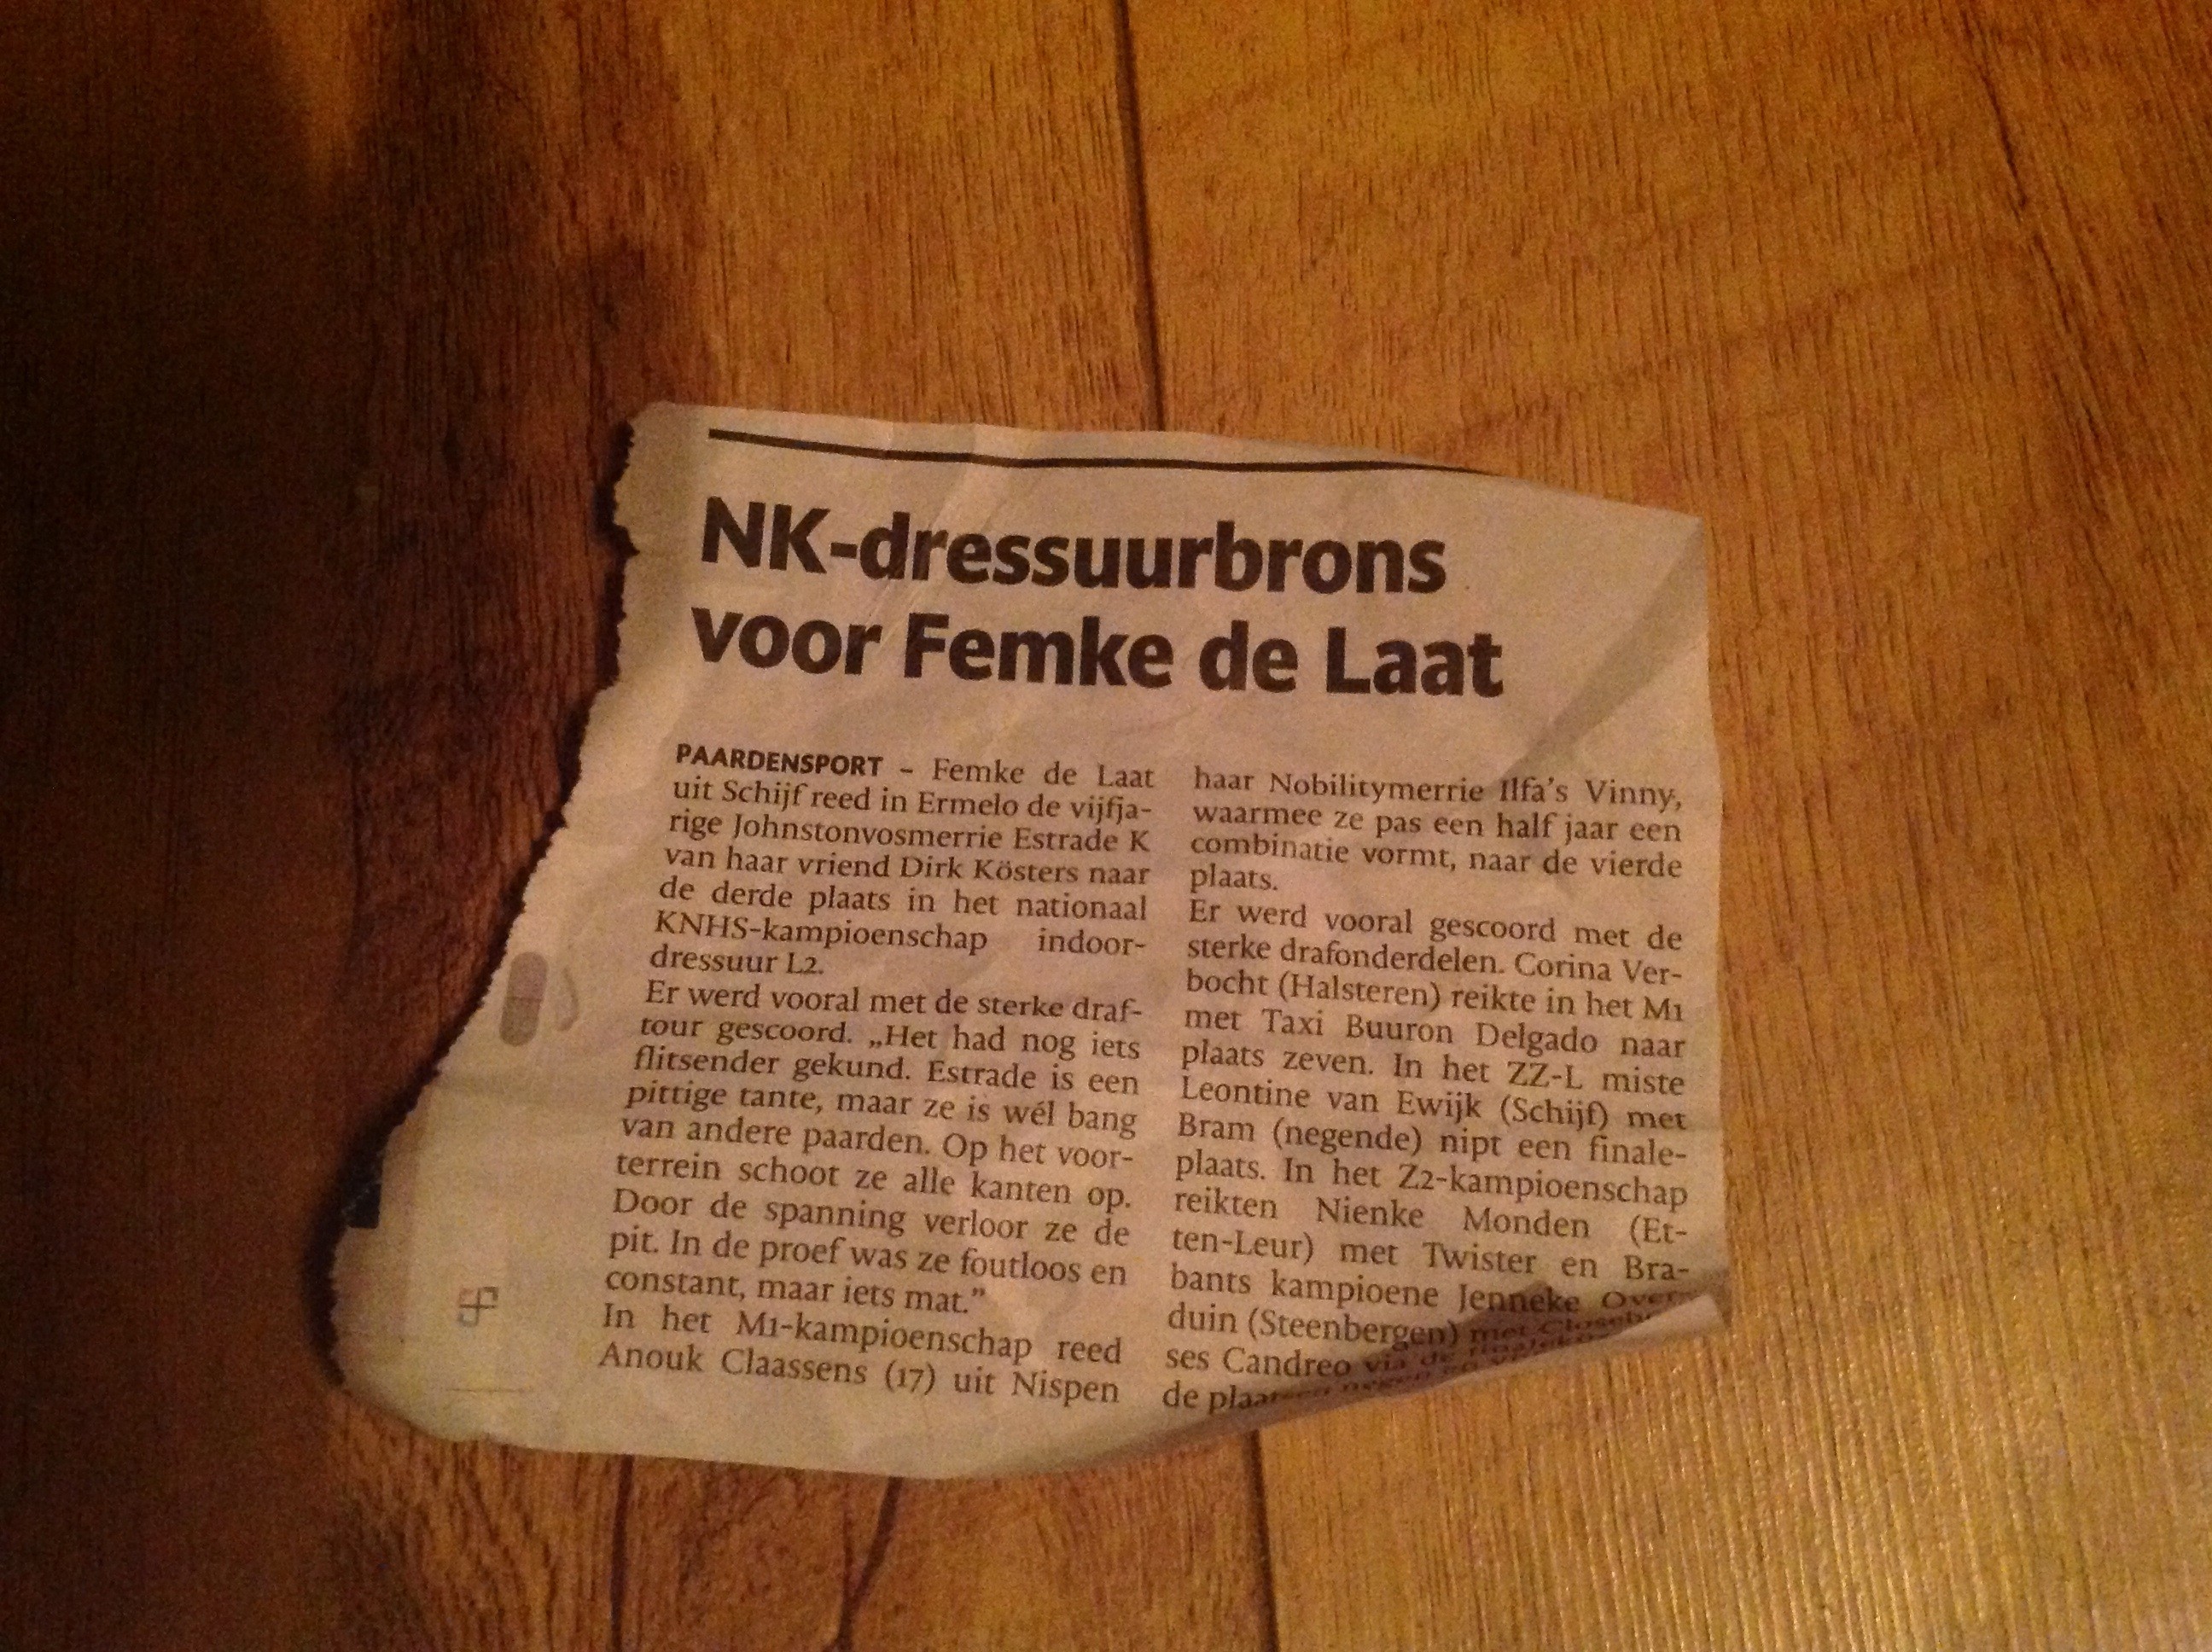 NK-dressuurbrons
voor Femke de Laat
PAARDENSPORT – Femke de Laat
uit Schijf reed in Ermelo de vijfja-
rige Johnstonvosmerrie Estrade K
van haar vriend Dirk Kösters naar
de derde plaats in het nationaal
KNHS-kampioenschap indoor-
dressuur L2.
Er werd vooral met de sterke draf-
tour gescoord. „Het had nog iets
flitsender gekund. Estrade is een
pittige tante, maar ze is wél bang
van andere paarden. Op het voor-
terrein schoot ze alle kanten op.
Door de spanning verloor ze de
pit. In de proef was ze foutloos en
constant, maar iets mat.”
In het M1-kampioenschap reed
Anouk Claassens (17) uit Nispen
haar Nobilitymerrie Ilfa's Vinny,
waarmee ze pas een half jaar een
combinatie vormt, naar de vierde
plaats.
Er werd vooral gescoord met de
sterke drafonderdelen. Corina Ver-
bocht (Halsteren) reikte in het M1
met Taxi Buuron Delgado naar
plaats zeven. In het ZZ-L miste
Leontine van Ewijk (Schijf) met
Bram (negende) nipt een finale-
plaats. In het Z2-kampioenschap
reikten Nienke Monden (Et-
ten-Leur) met Twister en Bra-
bants kampioene Jenneke Over-
duin (Steenbergen) met
ses Candreo via de
de